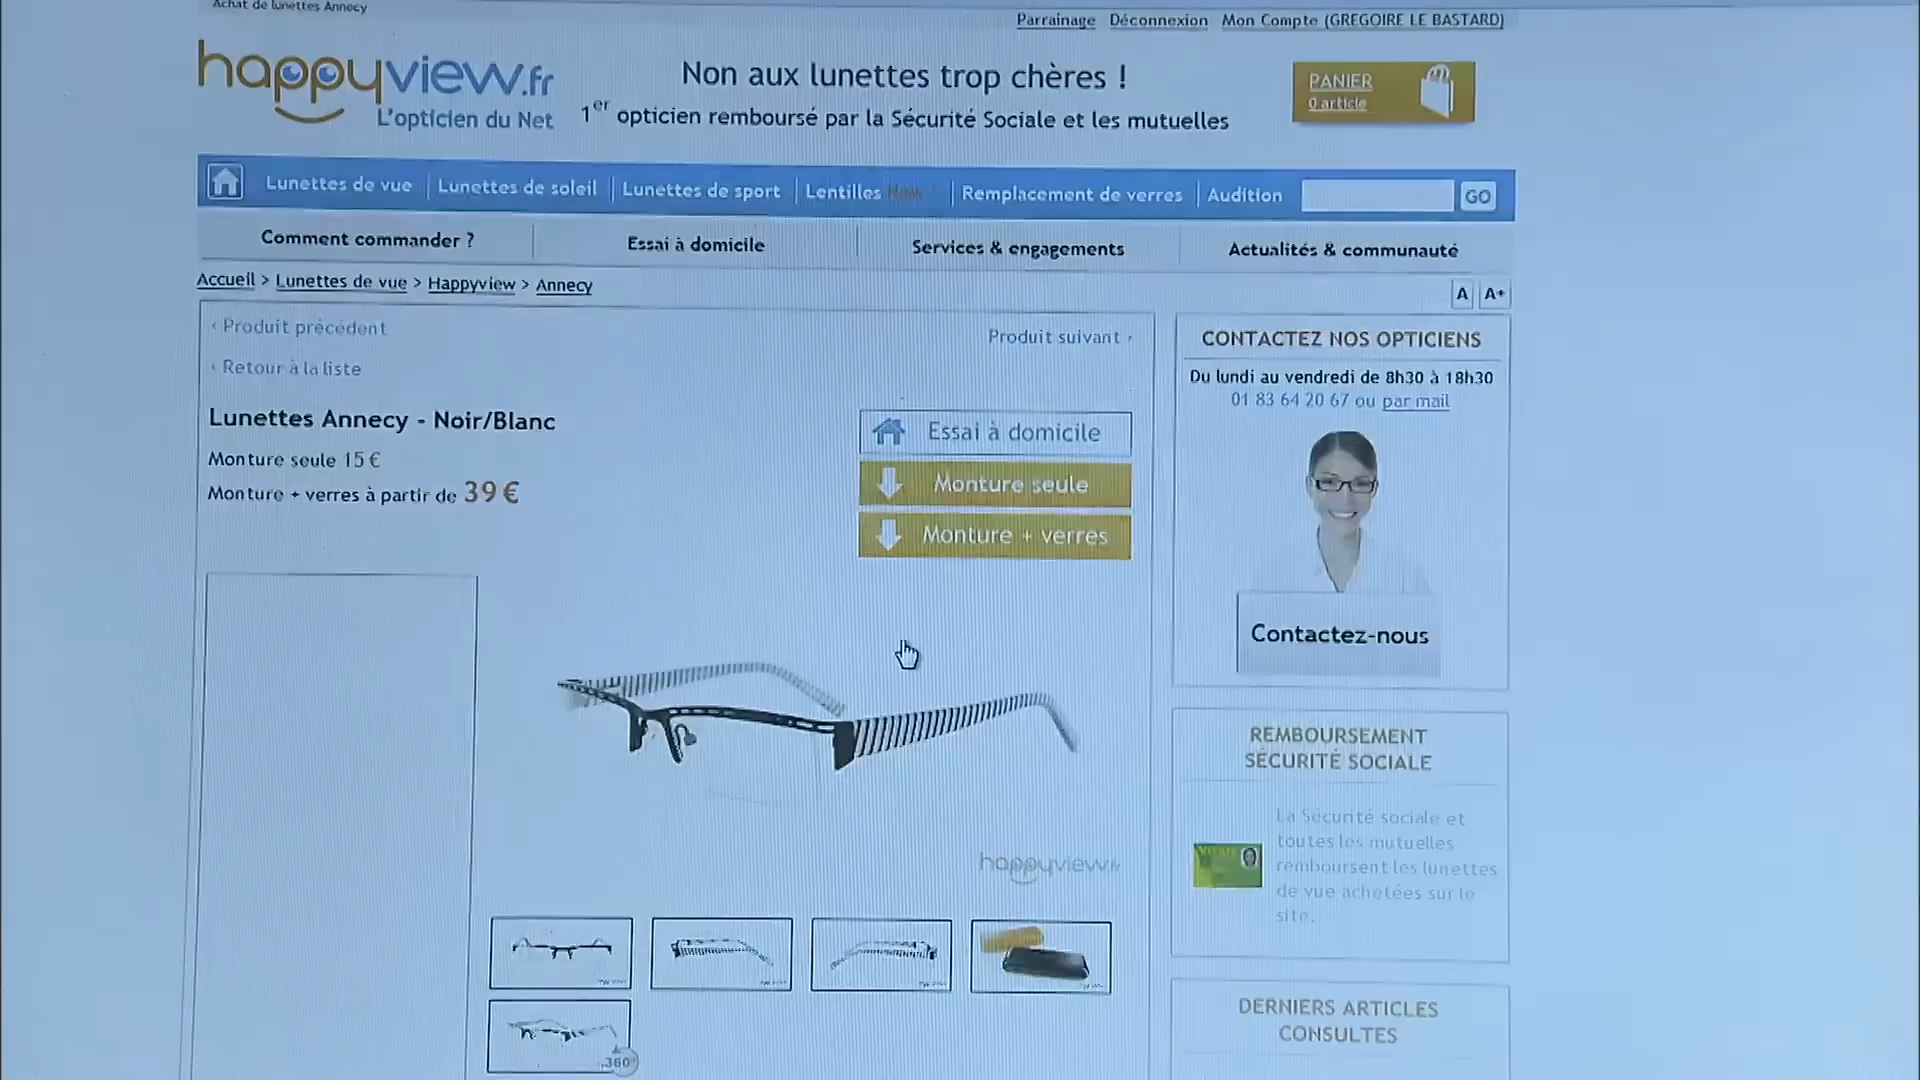 Achat de lunettes Annecy
Parrainage Déconnexion Mon Compte (GREGOIRE LE BASTARD)
happyview.fr
L'opticien du Net
Non aux lunettes trop chères !
1er opticien remboursé par la Sécurité Sociale et les mutuelles
PANIER
0 article
Lunettes de vue Lunettes de soleil Lunettes de sport Lentilles New ! Remplacement de verres Audition GO
Comment commander ? Essai à domicile Services & engagements Actualités & communauté
Accueil > Lunettes de vue > Happyview > Annecy
A A+
‹ Produit précédent
Produit suivant ›
‹ Retour à la liste
Lunettes Annecy - Noir/Blanc
Monture seule 15 €
Monture + verres à partir de 39 €
Essai à domicile
Monture seule
Monture + verres
happyview.fr
360°
CONTACTEZ NOS OPTICIENS
Du lundi au vendredi de 8h30 à 18h30
01 83 64 20 67 ou par mail
Contactez-nous
REMBOURSEMENT
SÉCURITÉ SOCIALE
La Sécurité sociale et
toutes les mutuelles
remboursent les lunettes
de vue achetées sur le
site.
DERNIERS ARTICLES
CONSULTES